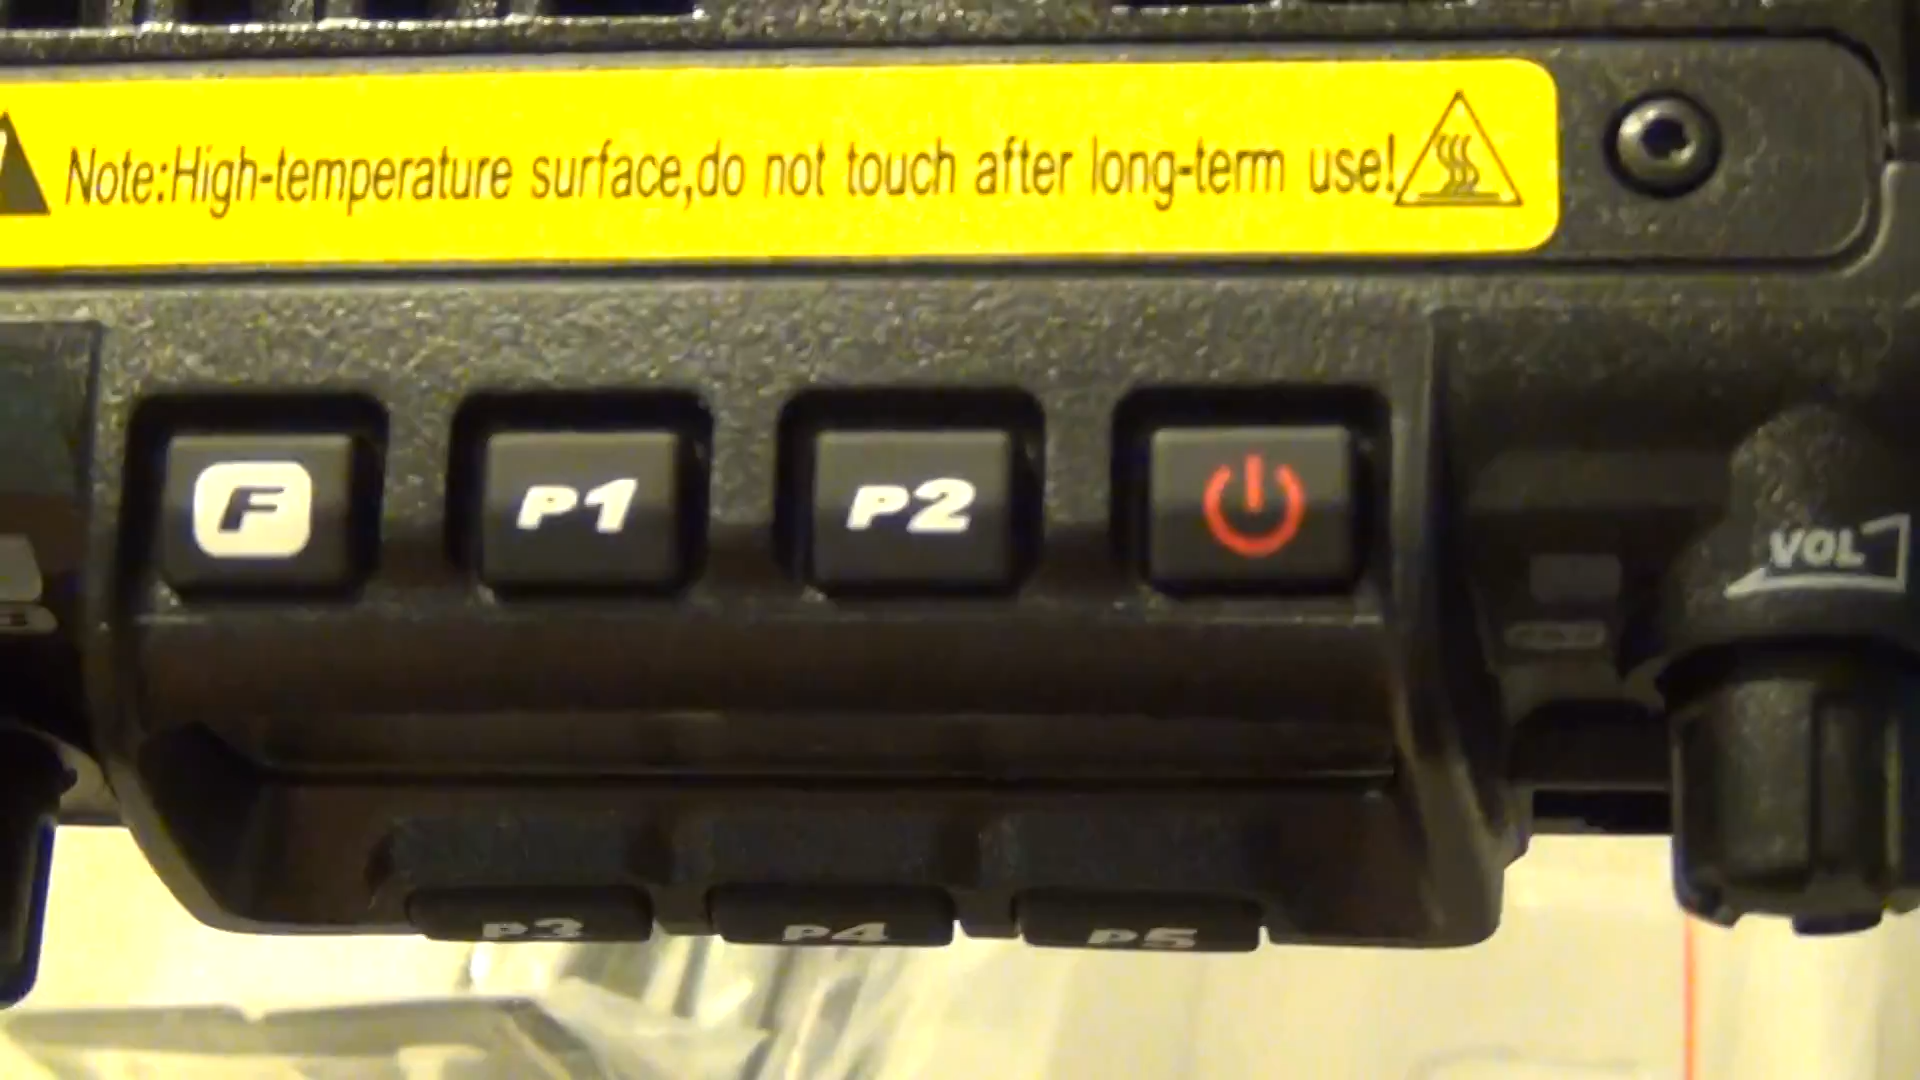 Note:High-temperature surface,do not touch after long-term use!
F P1 P2
VOL
P3 P4 P5